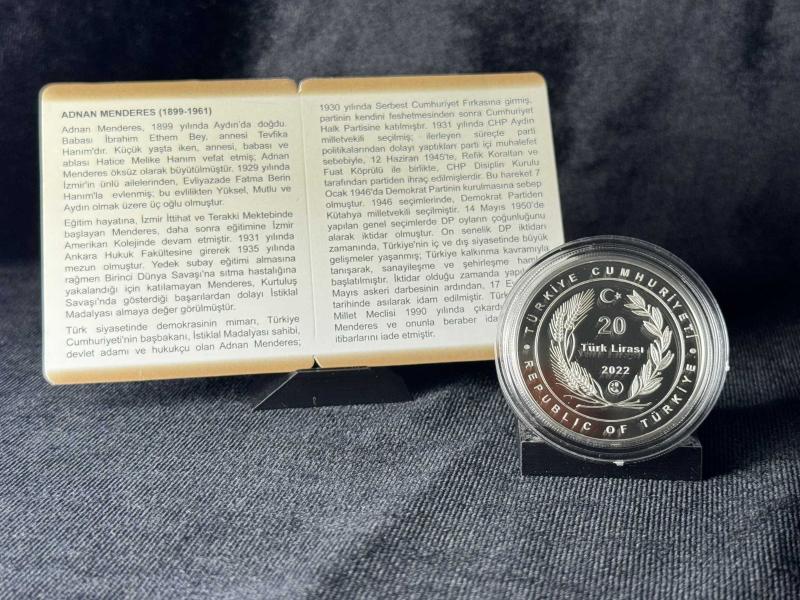 ADNAN MENDERES (1899-1961)
Adnan Menderes, 1899 yılında Aydın'da doğdu.
Babası İbrahim Ethem Bey, annesi Tevfika
Hanım'dır. Küçük yaşta iken, annesi, babası ve
ablası Hatice Melike Hanım vefat etmiş; Adnan
Menderes öksüz olarak büyütülmüştür. 1929 yılında
İzmir'in ünlü ailelerinden, Evliyazade Fatma Berin
Hanım'la evlenmiş; bu evlilikten Yüksel, Mutlu ve
Aydın olmak üzere üç oğlu olmuştur.
Eğitim hayatına, İzmir İttihat ve Terakki Mektebinde
başlayan Menderes, daha sonra eğitimine İzmir
Amerikan Kolejinde devam etmiştir. 1931 yılında
Ankara Hukuk Fakültesine girerek 1935 yılında
mezun olmuştur. Yedek subay eğitimi almasına
rağmen Birinci Dünya Savaşı'na sıtma hastalığına
yakalandığı için katılamayan Menderes, Kurtuluş
Savaşı'nda gösterdiği başarılardan dolayı İstiklal
Madalyası almaya değer görülmüştür.
Türk siyasetinde demokrasinin mimarı, Türkiye
Cumhuriyeti'nin başbakanı, İstiklal Madalyası sahibi,
devlet adamı ve hukukçu olan Adnan Menderes;
1930 yılında Serbest Cumhuriyet Fırkasına girmiş,
partinin kendini feshetmesinden sonra Cumhuriyet
Halk Partisine katılmıştır. 1931 yılında CHP Aydın
milletvekili seçilmiş; ilerleyen süreçte parti
politikalarından dolayı yaptıkları parti içi muhalefet
sebebiyle, 12 Haziran 1945'te, Refik Koraltan ve
Fuat Köprülü ile birlikte, CHP Disiplin Kurulu
tarafından partiden ihraç edilmişlerdir. Bu hareket 7
Ocak 1946'da Demokrat Partinin kurulmasına sebep
olmuştur. 1946 seçimlerinde, Demokrat Partiden
Kütahya milletvekili seçilmiştir. 14 Mayıs 1950'de
yapılan genel seçimlerde DP oyların çoğunluğunu
alarak iktidar olmuştur. On senelik DP iktidarı
zamanında, Türkiye'nin iç ve dış siyasetinde büyük
gelişmeler yaşanmış; Türkiye kalkınma kavramıyla
tanışarak, sanayileşme ve şehirleşme
başlatılmıştır. İktidar olduğu zamanda
Mayıs askeri darbesinin ardından, 17
tarihinde asılarak idam edilmiştir.
Millet Meclisi 1990 yılında
Menderes ve onunla beraber
itibarlarını iade etmiştir.
TÜRKİYE CUMHURİYETİ
20
Türk Lirası
2022
REPUBLIC OF TÜRKİYE